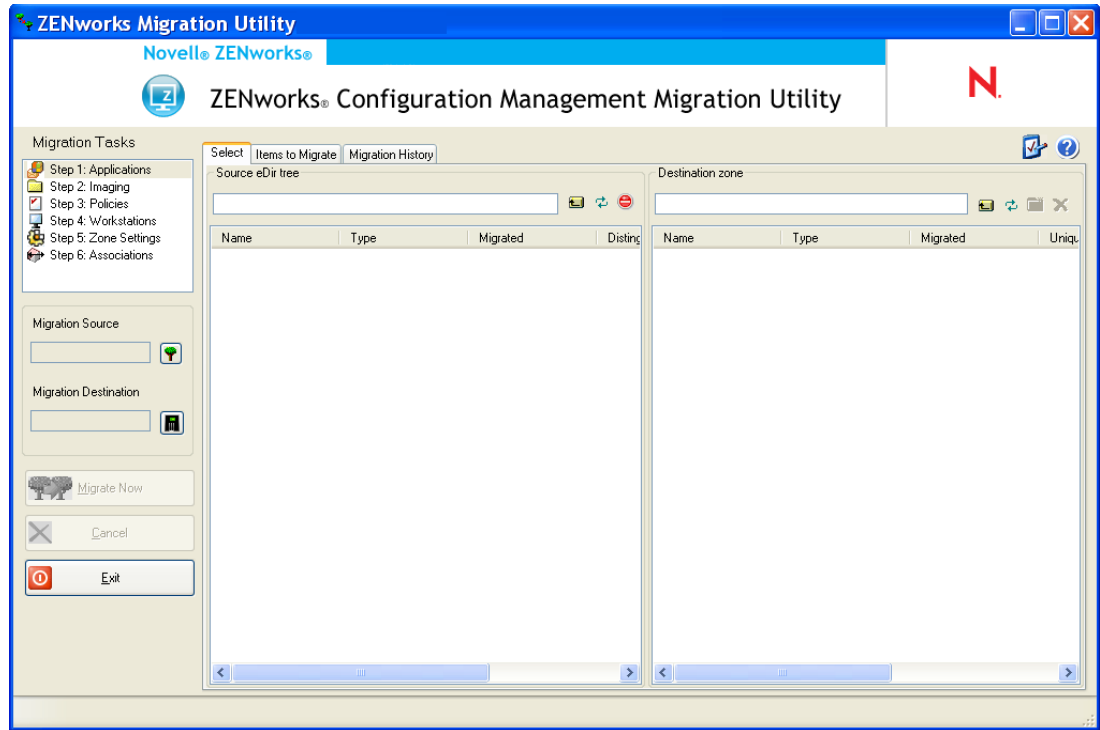 ZENworks Migration Utility
Novell® ZENworks®
ZENworks® Configuration Management Migration Utility
N.
Migration Tasks
Step 1: Applications
Step 2: Imaging
Step 3: Policies
Step 4: Workstations
Step 5: Zone Settings
Step 6: Associations
Migration Source
Migration Destination
Migrate Now
Cancel
Exit
Select Items to Migrate Migration History
Source eDir tree
Name Type Migrated Disting
Destination zone
Name Type Migrated Uniqu